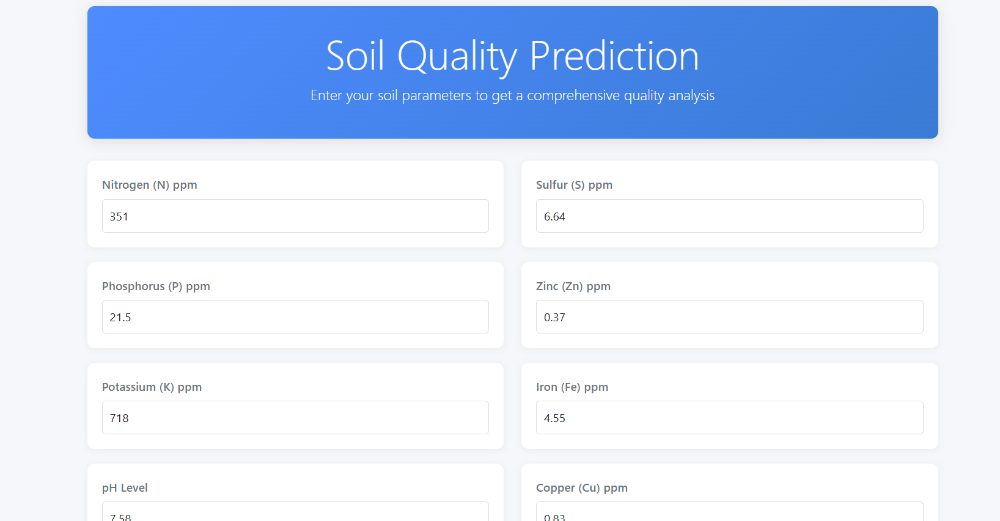 Soil Quality Prediction
Enter your soil parameters to get a comprehensive quality analysis
Nitrogen (N) ppm
351
Sulfur (S) ppm
6.64
Phosphorus (P) ppm
21.5
Zinc (Zn) ppm
0.37
Potassium (K) ppm
718
Iron (Fe) ppm
4.55
pH Level
7.58
Copper (Cu) ppm
0.83